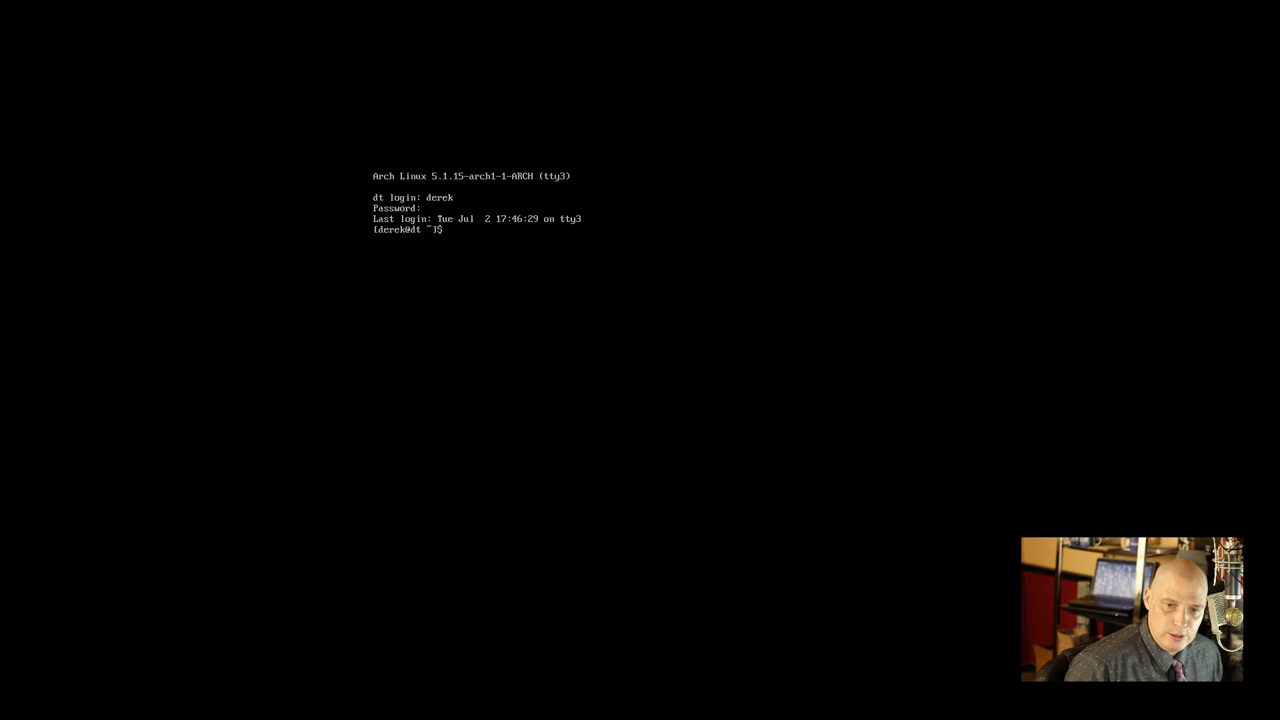 Arch Linux 5.1.15-arch1-1-ARCH (tty3)
dt login: derek
Password:
Last login: Tue Jul  2 17:46:29 on tty3
[derek@dt ~]$